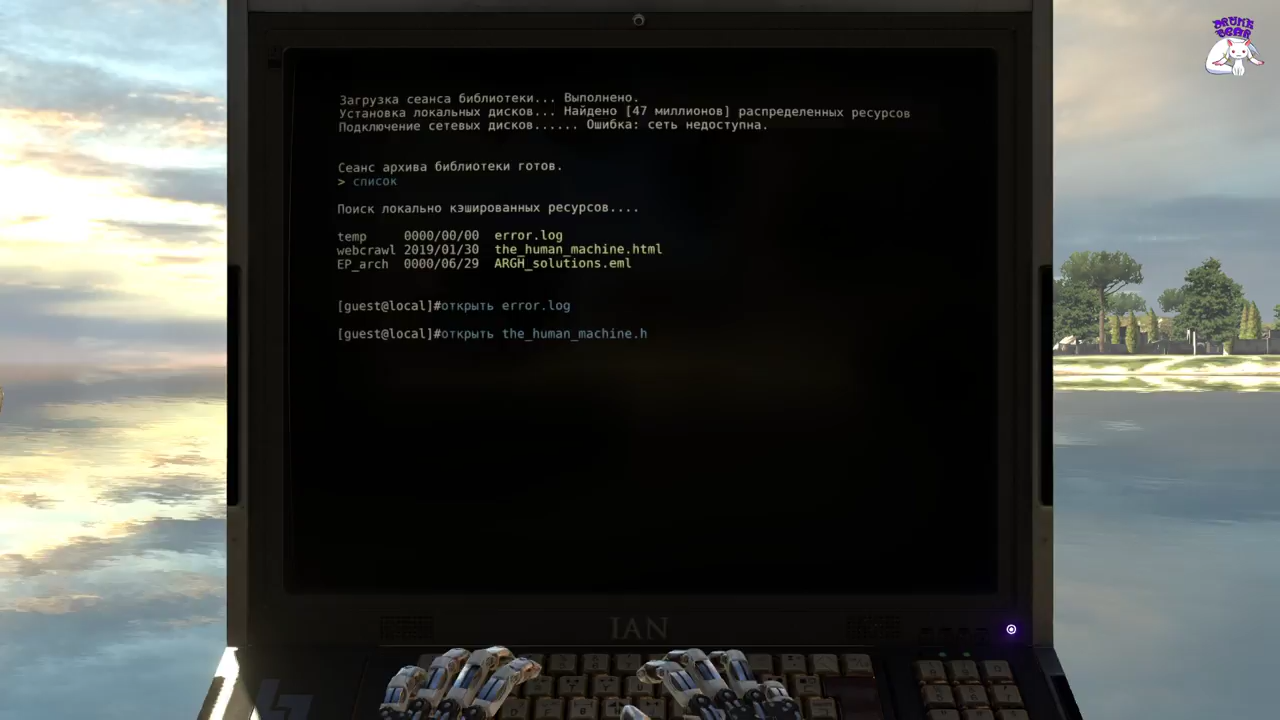 DRUNK BEAR
Загрузка сеанса библиотеки... Выполнено.
Установка локальных дисков... Найдено [47 миллионов] распределенных ресурсов
Подключение сетевых дисков...... Ошибка: сеть недоступна.
Сеанс архива библиотеки готов.
> список
Поиск локально кэшированных ресурсов....
temp 0000/00/00 error.log
webcrawl 2019/01/30 the_human_machine.html
EP_arch 0000/06/29 ARGH_solutions.eml
[guest@local]#открыть error.log
[guest@local]#открыть the_human_machine.h
IAN